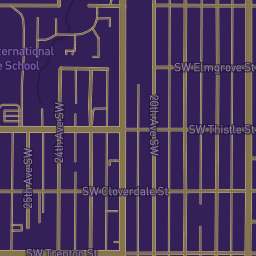 ernational
e School
SW Elmgrove St
20th Ave SW
24th Ave SW
SW Thistle St
25th Ave SW
SW Cloverdale St
SW Trenton St